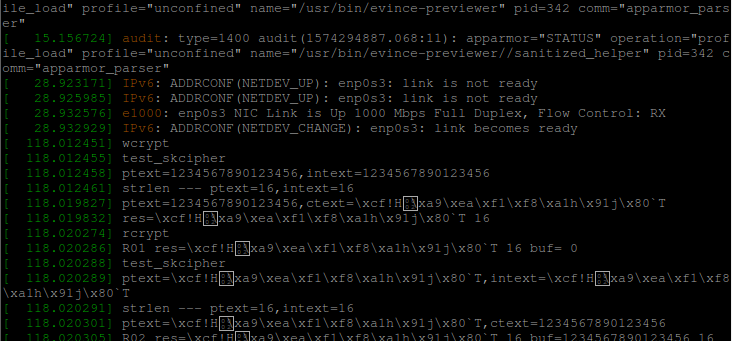 ile_load" profile="unconfined" name="/usr/bin/evince-previewer" pid=342 comm="apparmor_pars
er"
[   15.156724] audit: type=1400 audit(1574294887.068:11): apparmor="STATUS" operation="prof
ile_load" profile="unconfined" name="/usr/bin/evince-previewer//sanitized_helper" pid=342 c
omm="apparmor_parser"
[   28.923171] IPv6: ADDRCONF(NETDEV_UP): enp0s3: link is not ready
[   28.925985] IPv6: ADDRCONF(NETDEV_UP): enp0s3: link is not ready
[   28.932576] e1000: enp0s3 NIC Link is Up 1000 Mbps Full Duplex, Flow Control: RX
[   28.932929] IPv6: ADDRCONF(NETDEV_CHANGE): enp0s3: link becomes ready
[  118.012451] wcrypt
[  118.012455] test_skcipher
[  118.012458] ptext=1234567890123456,intext=1234567890123456
[  118.012461] strlen --- ptext=16,intext=16
[  118.019827] ptext=1234567890123456,ctext=\xcf!H xa9\xea\xf1\xf8\xa1h\x91j\x80`T
[  118.019832] res=\xcf!H xa9\xea\xf1\xf8\xa1h\x91j\x80`T 16
[  118.020274] rcrypt
[  118.020286] R01 res=\xcf!H xa9\xea\xf1\xf8\xa1h\x91j\x80`T 16 buf= 0
[  118.020288] test_skcipher
[  118.020289] ptext=\xcf!H xa9\xea\xf1\xf8\xa1h\x91j\x80`T,intext=\xcf!H xa9\xea\xf1\xf8
\xa1h\x91j\x80`T
[  118.020291] strlen --- ptext=16,intext=16
[  118.020301] ptext=\xcf!H xa9\xea\xf1\xf8\xa1h\x91j\x80`T,ctext=1234567890123456
[  118.020305] R02 res=\xcf!H xa9\xea\xf1\xf8\xa1h\x91j\x80`T 16 buf=1234567890123456 16